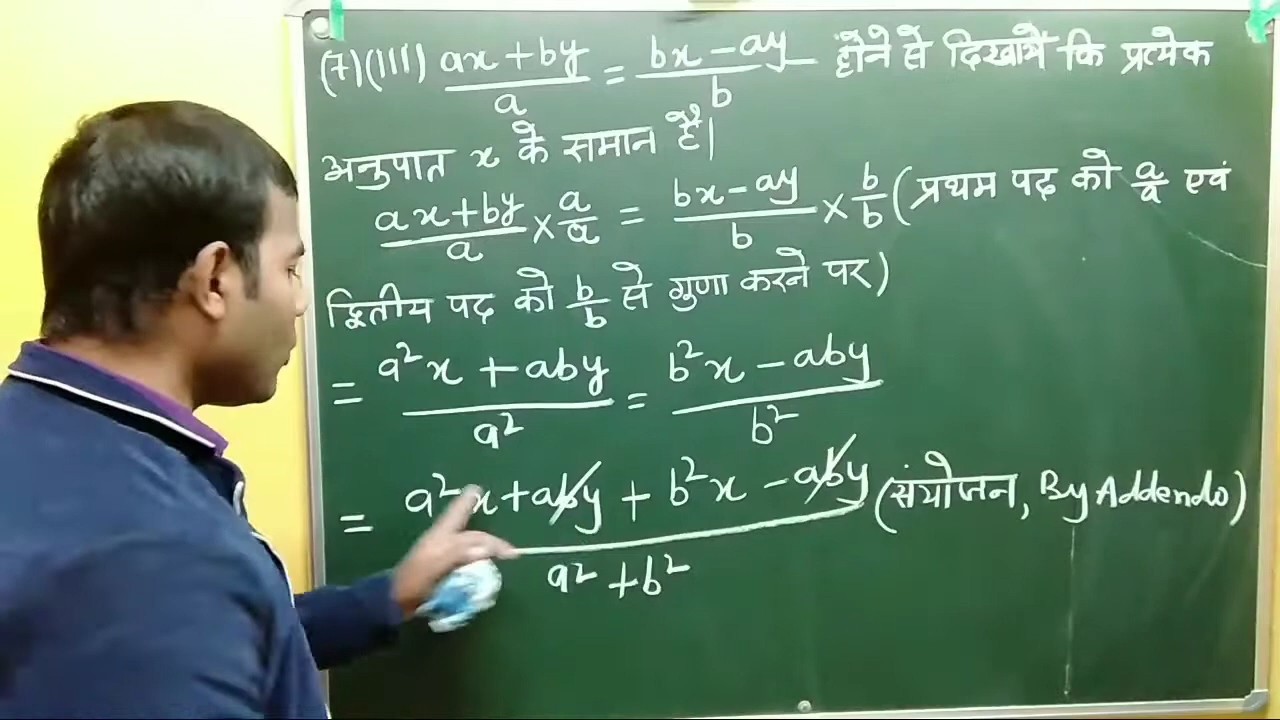 (7)(iii) (ax+by)/a = (bx-ay)/b होने से दिखायें कि प्रत्येक
अनुपात x के समान है।
(ax+by)/a × a/a = (bx-ay)/b × b/b (प्रथम पद को a/a एवं
द्वितीय पद को b/b से गुणा करने पर)
= (a²x+aby)/a² = (b²x-aby)/b²
= (a²x+aby+b²x-aby)/(a²+b²) (संयोजन, By Addendo)